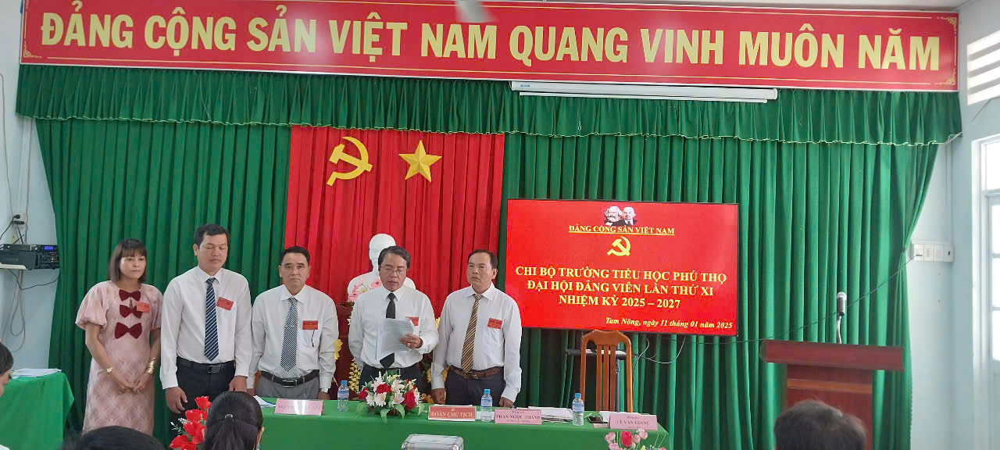 ĐẢNG CỘNG SẢN VIỆT NAM QUANG VINH MUÔN NĂM
ĐẢNG CỘNG SẢN VIỆT NAM
CHI BỘ TRƯỜNG TIỂU HỌC PHÚ THỌ
ĐẠI HỘI ĐẢNG VIÊN LẦN THỨ XI
NHIỆM KỲ 2025 – 2027
Tam Nông, ngày 11 tháng 01 năm 2025
ĐOÀN CHỦ TỊCH
PHAN NGỌC THÀNH
LÊ VĂN GIANG